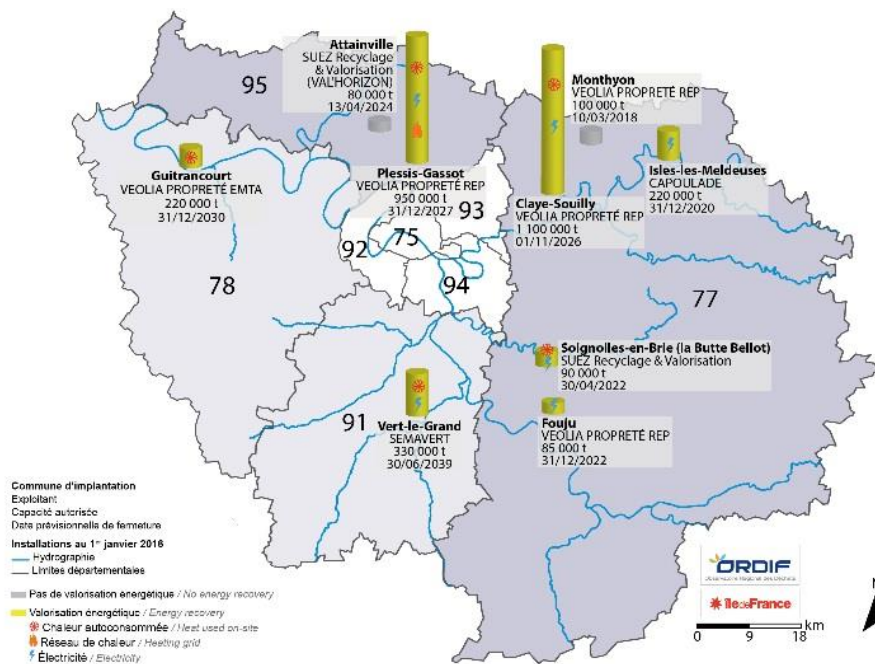 Attainville
SUEZ Recyclage
& Valorisation
(VAL'HORIZON)
80 000 t
13/04/2024
95
Monthyon
VEOLIA PROPRETÉ REP
100 000 t
10/03/2018
Guitrancourt
VEOLIA PROPRETÉ EMTA
220 000 t
31/12/2030
Plessis-Gassot
VEOLIA PROPRETÉ REP
950 000 t
31/12/2027
93
Isles-les-Meldeuses
CAPOULADE
220 000 t
31/12/2020
Claye-Souilly
VEOLIA PROPRETÉ REP
1 100 000 t
01/11/2026
92
75
94
78
77
Soignolles-en-Brie (la Butte Bellot)
SUEZ Recyclage & Valorisation
90 000 t
30/04/2022
91
Vert-le-Grand
SEMAVERT
330 000 t
30/06/2039
Fouju
VEOLIA PROPRETÉ REP
85 000 t
31/12/2022
Commune d'implantation
Exploitant
Capacité autorisée
Date prévisionnelle de fermeture
Installations au 1er janvier 2016
Hydrographie
Limites départementales
Pas de valorisation énergétique / No energy recovery
Valorisation énergétique / Energy recovery
Chaleur autoconsommée / Heat used on-site
Réseau de chaleur / Heating grid
Électricité / Electricity
ORDIF
Observatoire Régional des Déchets
île de France
km
0 9 18